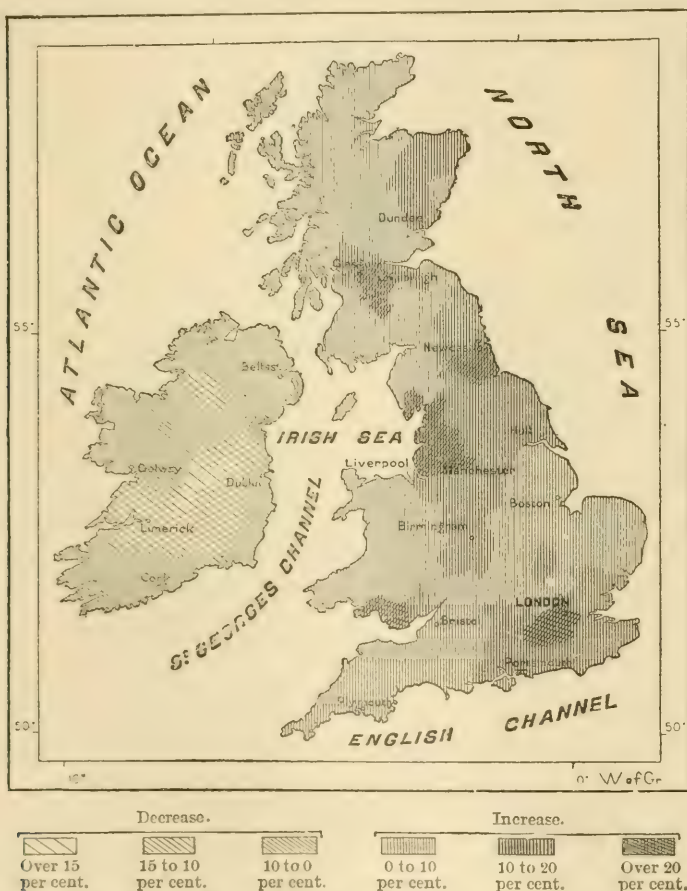 ATLANTIC OCEAN
NORTH
SEA
Dundee
Edinburgh
55°
55°
Newcastle
Belfast
IRISH SEA
Hull
Galway
Dublin
Liverpool
Manchester
Boston
Limerick
Birmingham
Cork
ST GEORGES CHANNEL
LONDON
Bristol
Portsmouth
Plymouth
50°
50°
ENGLISH CHANNEL
10°
0° W of Gr
Decrease.
Increase.
Over 15 per cent.
15 to 10 per cent.
10 to 0 per cent.
0 to 10 per cent.
10 to 20 per cent.
Over 20 per cent.